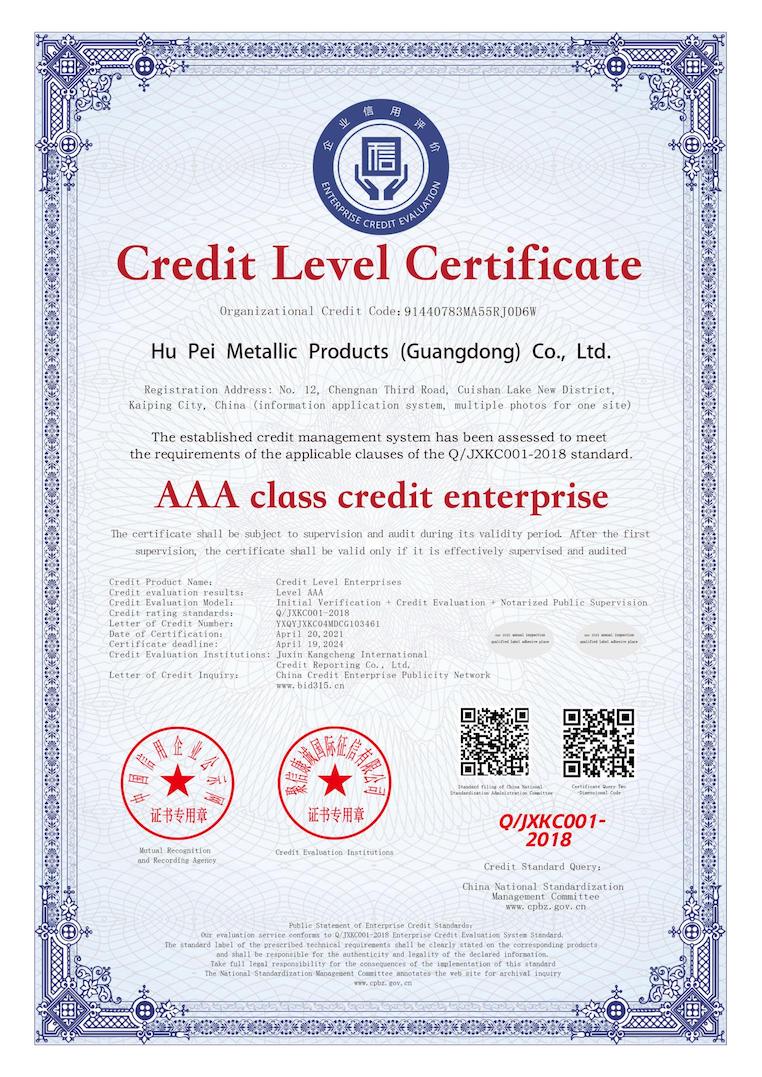 企业信用评价
信
ENTERPRISE CREDIT EVALUATION
Credit Level Certificate
Organizational Credit Code:91440783MA55RJ0D6W
Hu Pei Metallic Products (Guangdong) Co., Ltd.
Registration Address: No. 12, Chengnan Third Road, Cuishan Lake New District,
Kaiping City, China (information application system, multiple photos for one site)
The established credit management system has been assessed to meet
the requirements of the applicable clauses of the Q/JXKC001-2018 standard.
AAA class credit enterprise
The certificate shall be subject to supervision and audit during its validity period. After the first
supervision, the certificate shall be valid only if it is effectively supervised and audited
Credit Product Name: Credit Level Enterprises
Credit evaluation results: Level AAA
Credit Evaluation Model: Initial Verification + Credit Evaluation + Notarized Public Supervision
Credit rating standards: Q/JXKC001-2018
Letter of Credit Number: YXQYJXKC04MDCG103461
Date of Certification: April 20,2021
Certificate deadline: April 19,2024
Credit Evaluation Institutions: Juxin Kangcheng International
Credit Reporting Co., Ltd.
Letter of Credit Inquiry: China Credit Enterprise Publicity Network
www.bid315.cn
annual inspection
qualified label adhesive place
annual inspection
qualified label adhesive place
中国信用企业公示网
证书专用章
聚信康诚国际征信有限公司
证书专用章
Mutual Recognition
and Recording Agency
Credit Evaluation Institutions
Standard filing of China National
Standardization Administration Committee
Certificate Query Two
-Dimensional Code
Q/JXKC001-
2018
Credit Standard Query:
China National Standardization
Management Committee
www.cpbz.gov.cn
Public Statement of Enterprise Credit Standards:
Our evaluation service conforms to Q/JXKC001-2018 Enterprise Credit Evaluation System Standard.
The standard label of the prescribed technical requirements shall be clearly stated on the corresponding products
and shall be responsible for the authenticity and legality of the declared information.
Take full legal responsibility for the consequences of the implementation of this standard
The National Standardization Management Committee annotates the web site for archival inquiry
www.cpbz.gov.cn